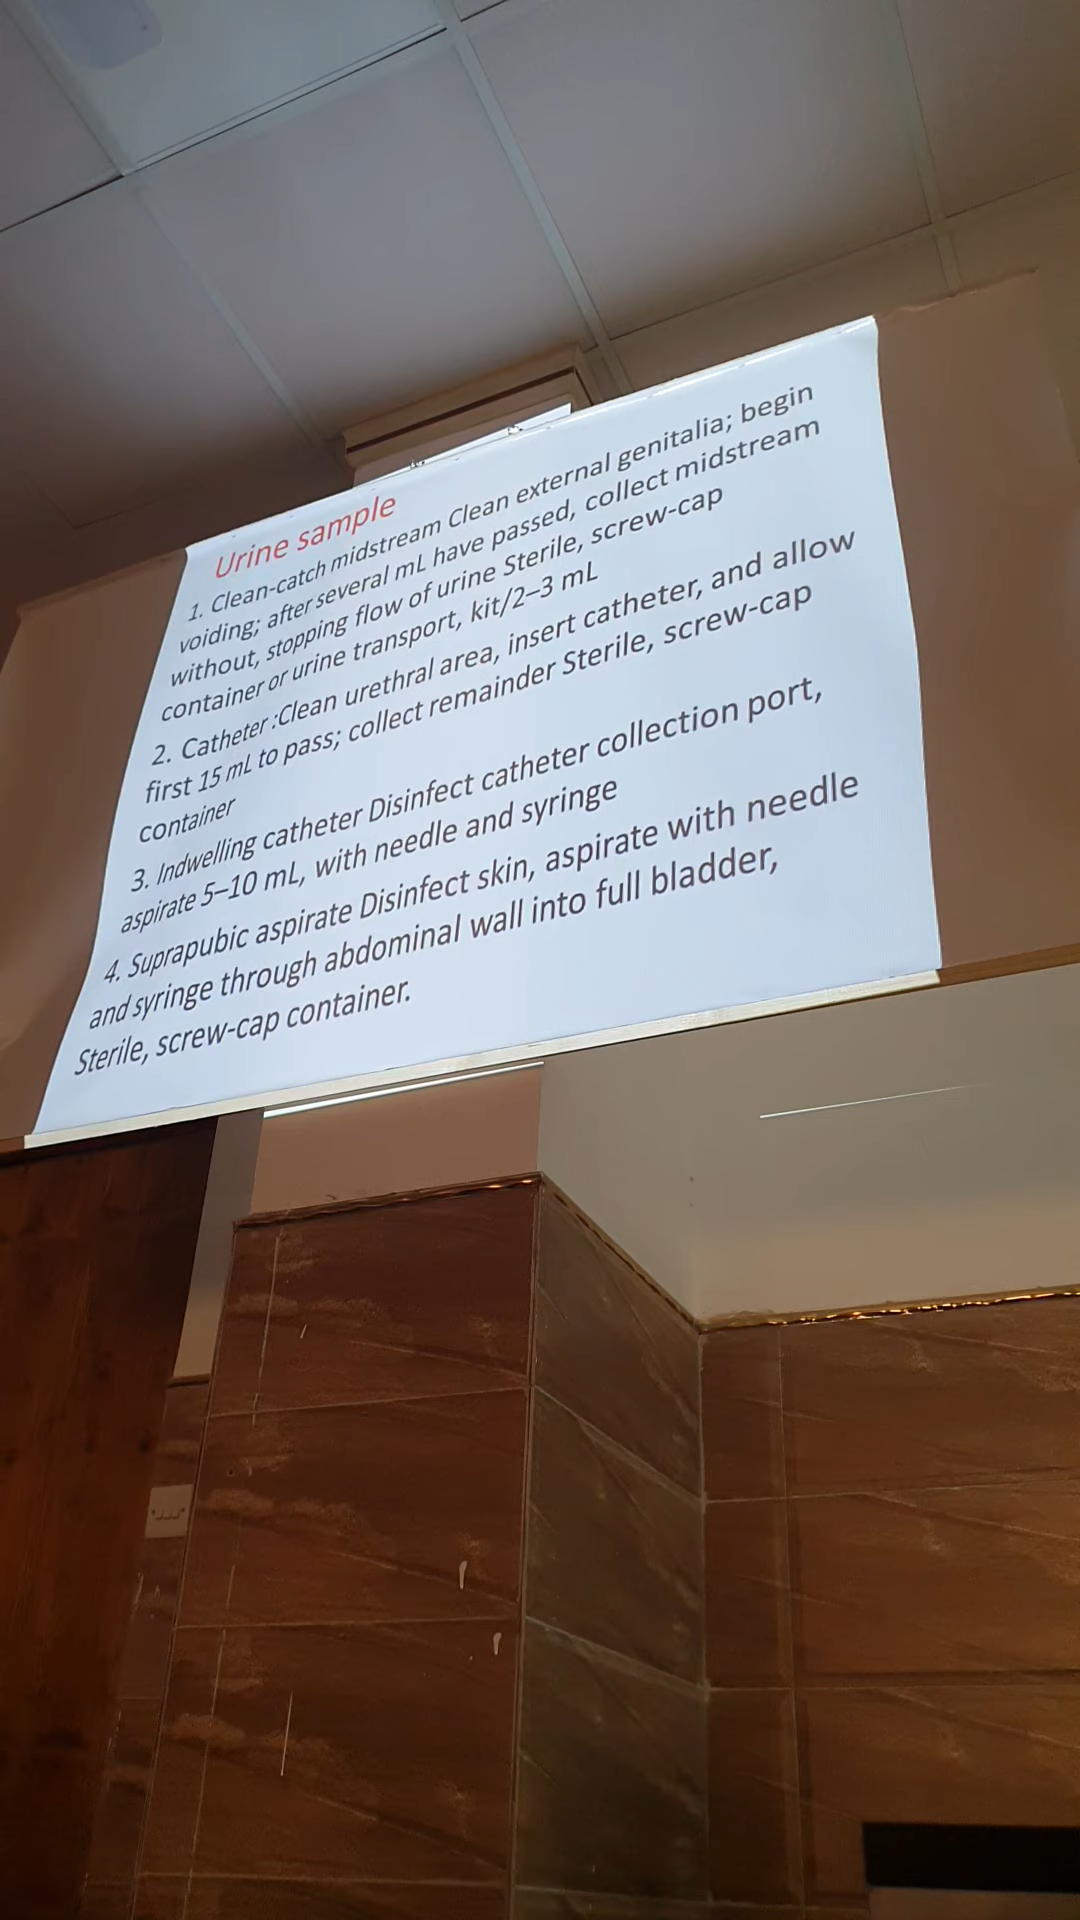 Urine sample
1. Clean-catch midstream Clean external genitalia; begin
voiding; after several mL have passed, collect midstream
without, stopping flow of urine Sterile, screw-cap
container or urine transport, kit/2–3 mL
2. Catheter :Clean urethral area, insert catheter, and allow
first 15 mL to pass; collect remainder Sterile, screw-cap
container
3. Indwelling catheter Disinfect catheter collection port,
aspirate 5–10 mL, with needle and syringe
4. Suprapubic aspirate Disinfect skin, aspirate with needle
and syringe through abdominal wall into full bladder,
Sterile, screw-cap container.